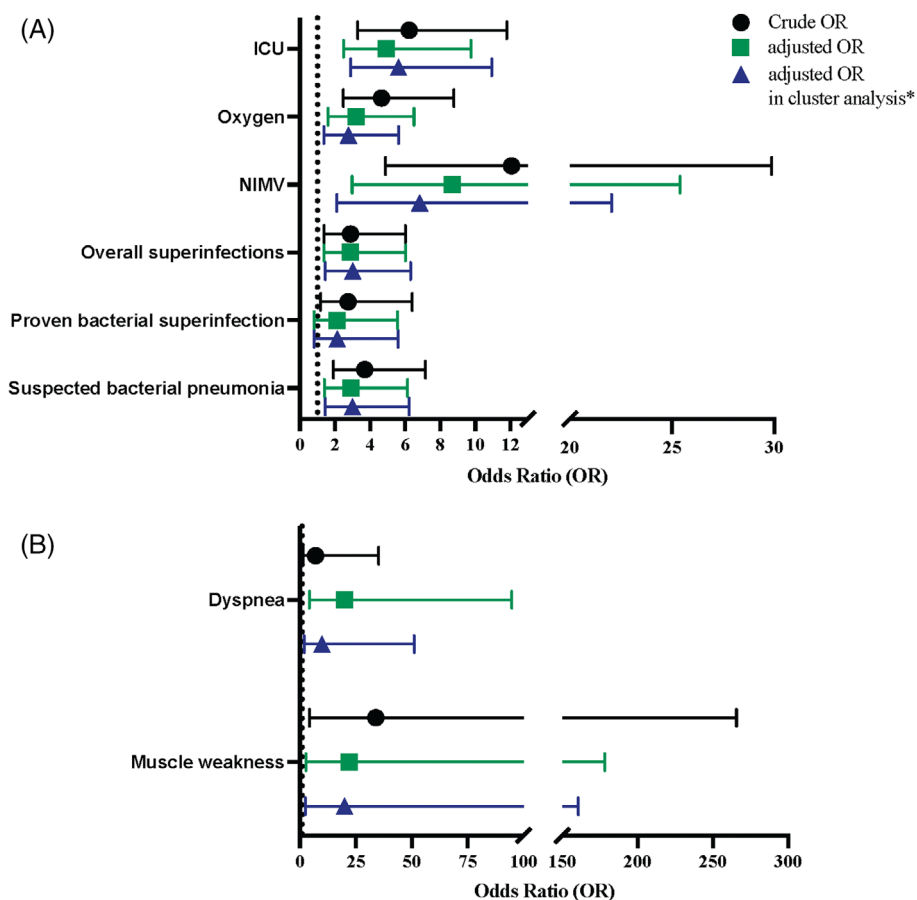 (A)
Crude OR
adjusted OR
adjusted OR
in cluster analysis*
ICU
Oxygen
NIMV
Overall superinfections
Proven bacterial superinfection
Suspected bacterial pneumonia
0 2 4 6 8 10 12 20 25 30
Odds Ratio (OR)
(B)
Dyspnea
Muscle weakness
0 25 50 75 100 150 200 250 300
Odds Ratio (OR)